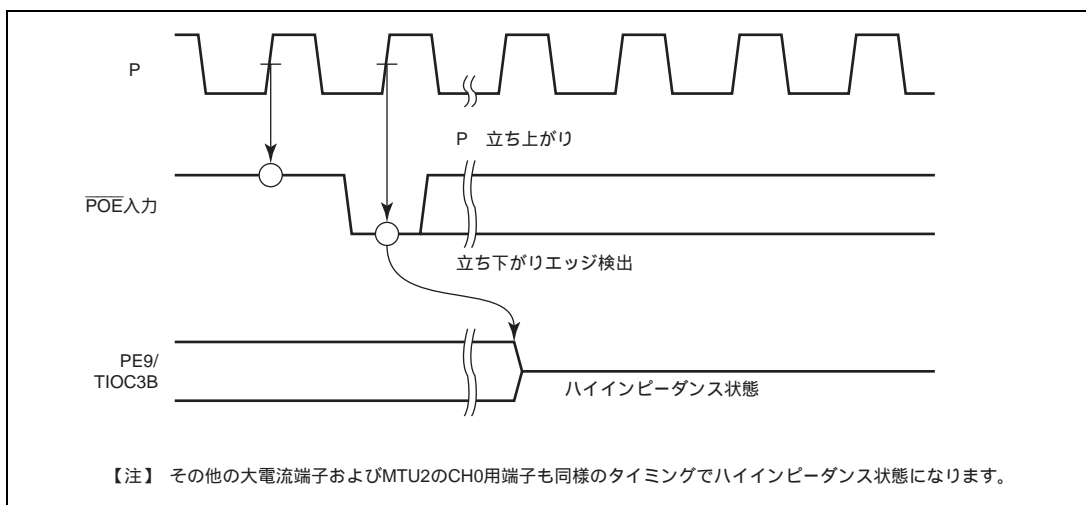 P
P 立ち上がり
POE入力
立ち下がりエッジ検出
PE9/
TIOC3B
ハイインピーダンス状態
【注】 その他の大電流端子およびMTU2のCH0用端子も同様のタイミングでハイインピーダンス状態になります。